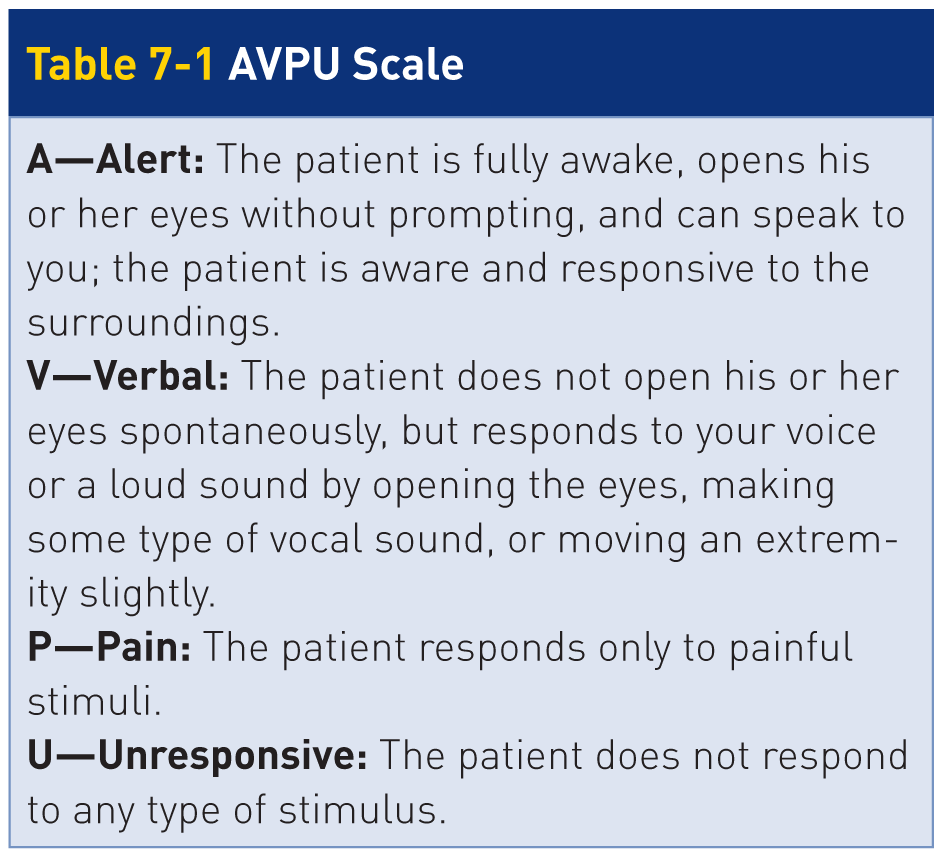 Table 7-1 AVPU Scale
A—Alert: The patient is fully awake, opens his
or her eyes without prompting, and can speak to
you; the patient is aware and responsive to the
surroundings.
V—Verbal: The patient does not open his or her
eyes spontaneously, but responds to your voice
or a loud sound by opening the eyes, making
some type of vocal sound, or moving an extrem-
ity slightly.
P—Pain: The patient responds only to painful
stimuli.
U—Unresponsive: The patient does not respond
to any type of stimulus.